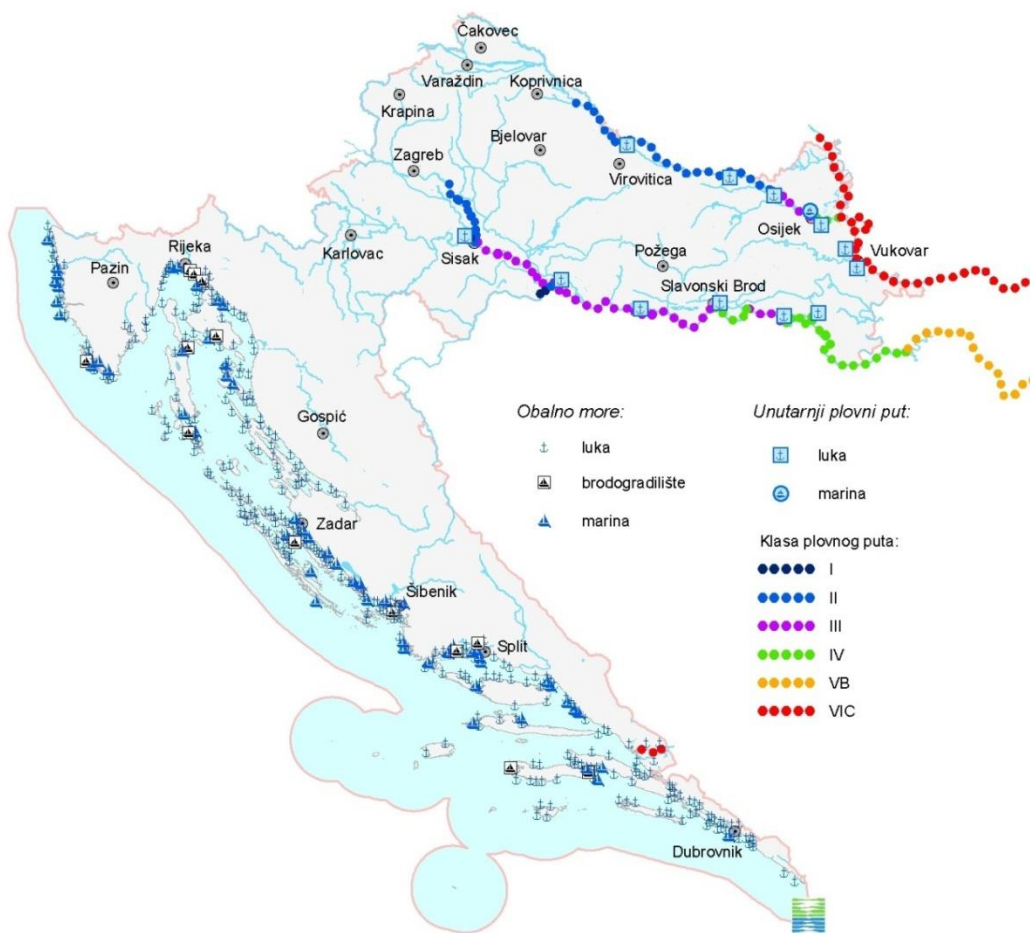 Čakovec
Varaždin
Koprivnica
Krapina
Bjelovar
Zagreb
Virovitica
Osijek
Rijeka
Karlovac
Sisak
Požega
Vukovar
Pazin
Slavonski Brod
Obalno more:
luka
brodogradilište
marina
Unutarnji plovni put:
luka
marina
Gospić
Zadar
Klasa plovnog puta:
I
II
III
IV
VB
VIC
Šibenik
Split
Dubrovnik